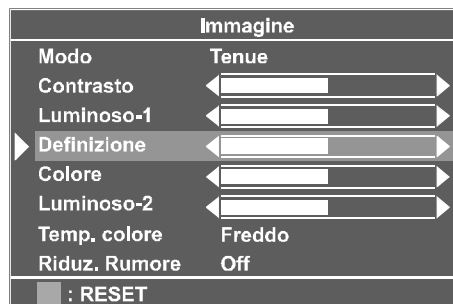 Immagine
Modo Tenue
Contrasto
Luminoso-1
Definizione
Colore
Luminoso-2
Temp. colore Freddo
Riduz. Rumore Off
: RESET